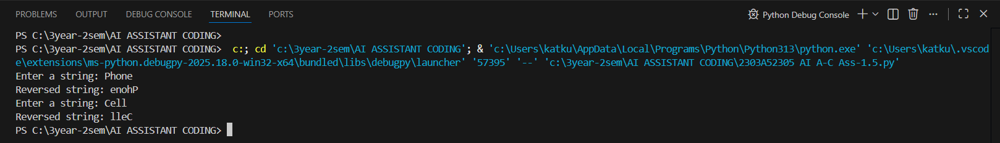 PROBLEMS OUTPUT DEBUG CONSOLE TERMINAL PORTS Python Debug Console
PS C:\3year-2sem\AI ASSISTANT CODING>
PS C:\3year-2sem\AI ASSISTANT CODING>  c:; cd 'c:\3year-2sem\AI ASSISTANT CODING'; & 'c:\Users\katku\AppData\Local\Programs\Python\Python313\python.exe' 'c:\Users\katku\.vscod
e\extensions\ms-python.debugpy-2025.18.0-win32-x64\bundled\libs\debugpy\launcher' '57395' '--' 'c:\3year-2sem\AI ASSISTANT CODING\2303A52305 AI A-C Ass-1.5.py'
Enter a string: Phone
Reversed string: enohP
Enter a string: Cell
Reversed string: lleC
PS C:\3year-2sem\AI ASSISTANT CODING>